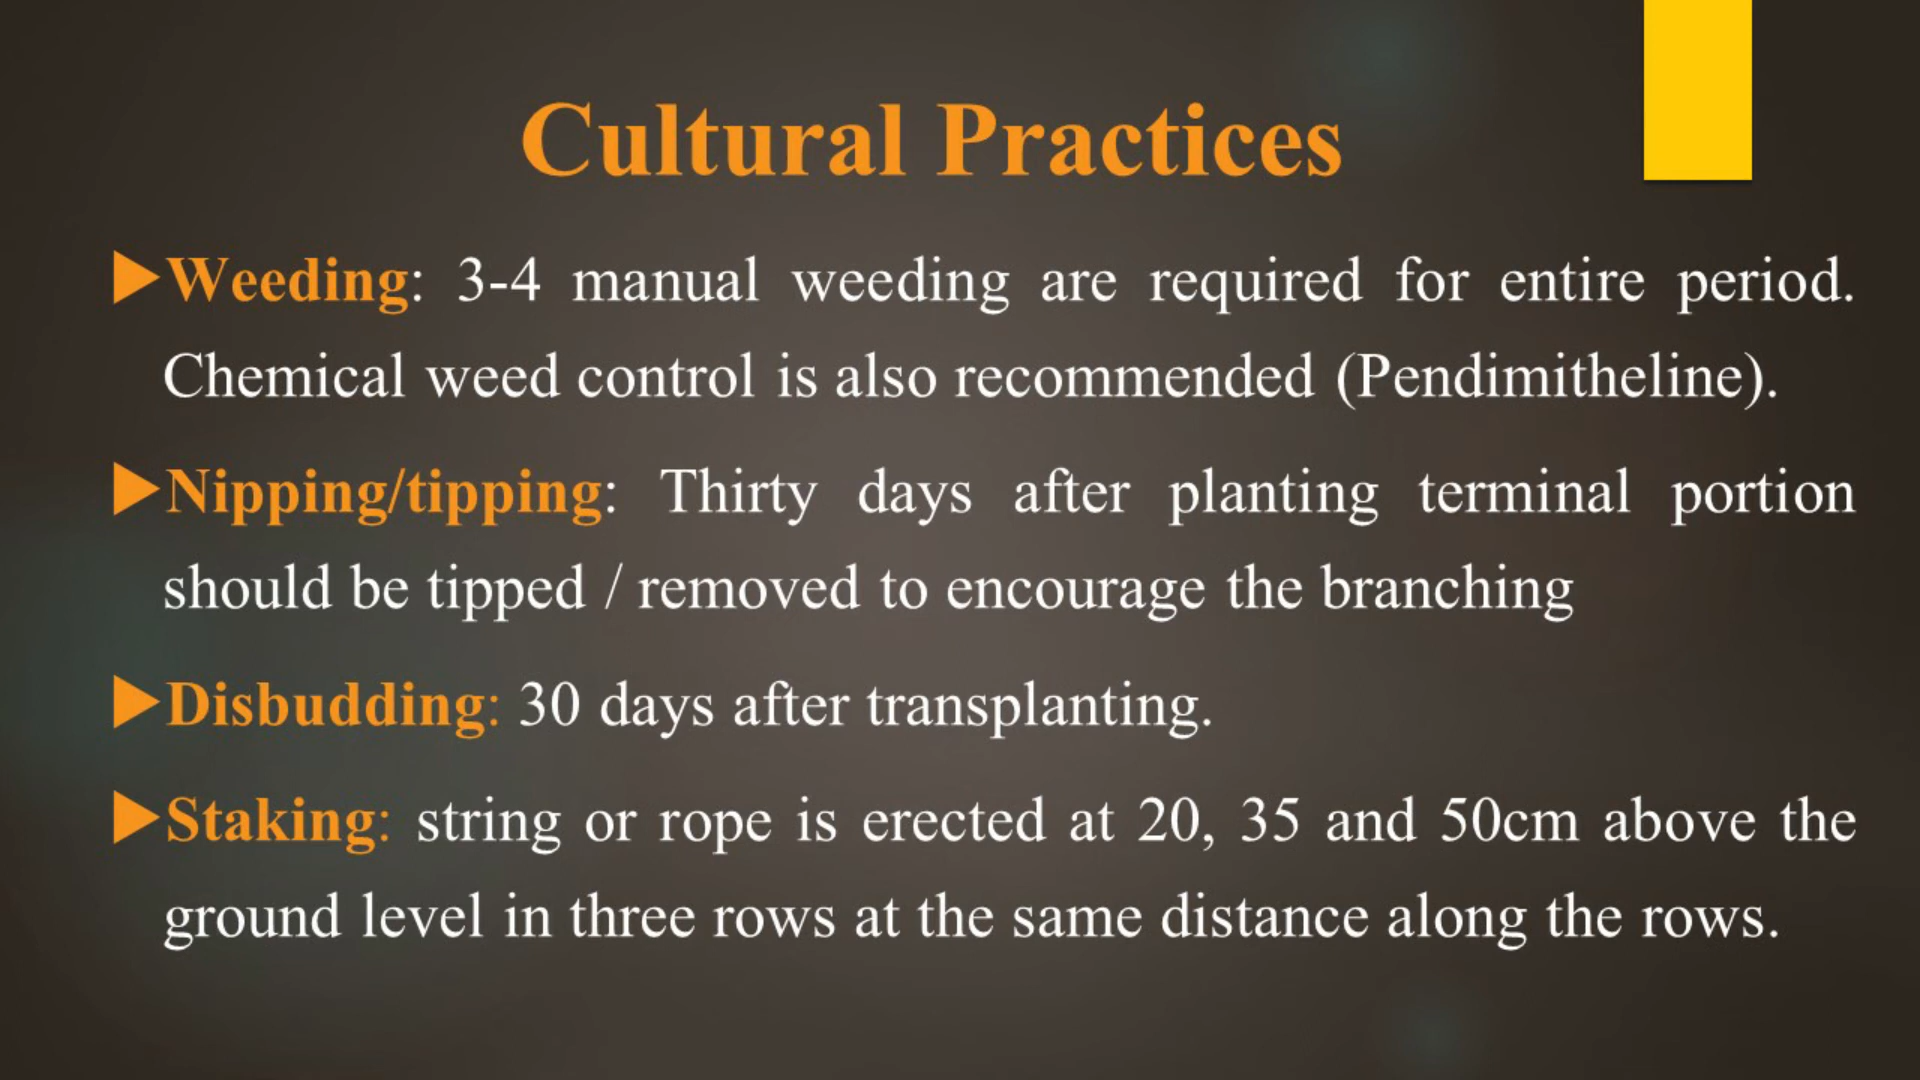 Cultural Practices
Weeding: 3-4 manual weeding are required for entire period.
Chemical weed control is also recommended (Pendimitheline).
Nipping/tipping: Thirty days after planting terminal portion
should be tipped / removed to encourage the branching
Disbudding: 30 days after transplanting.
Staking: string or rope is erected at 20, 35 and 50cm above the
ground level in three rows at the same distance along the rows.